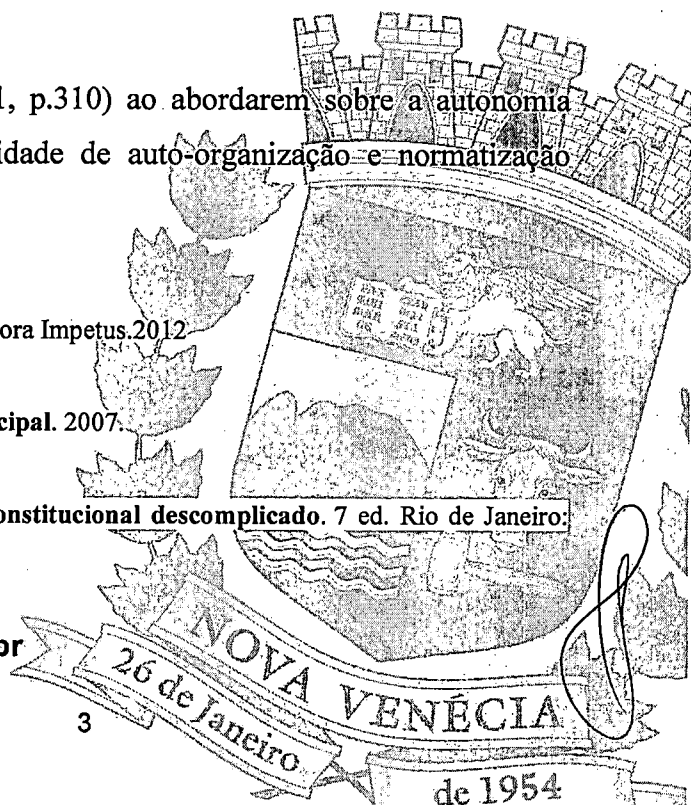 1, p.310) ao abordarem sobre a autonomia
idade de auto-organização e normatização
ora Impetus.2012
cipal. 2007.
onstitucional descomplicado. 7 ed. Rio de Janeiro:
or
3
NOVA VENÉCIA
26 de Janeiro
de 1954